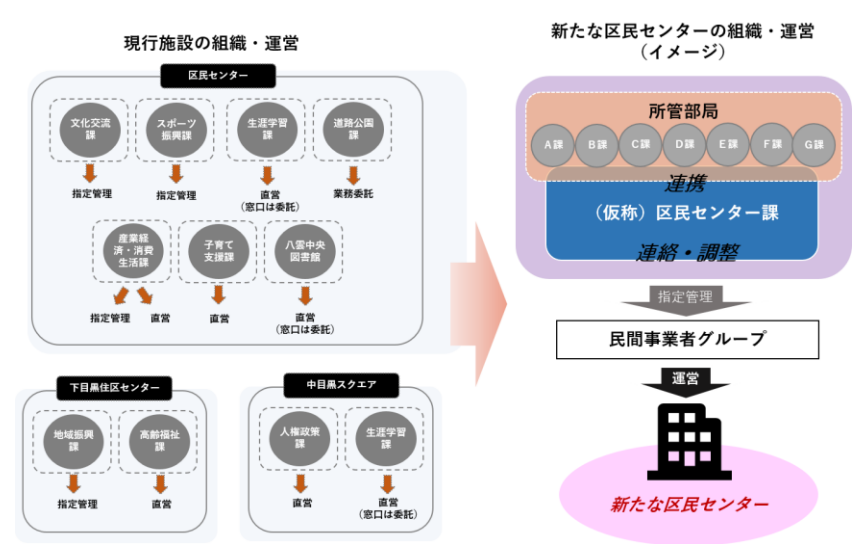 現行施設の組織・運営
区民センター
文化交流
課
指定管理
スポーツ
振興課
指定管理
生涯学習
課
直営
(窓口は委託)
道路公園
課
業務委託
産業経
済・消費
生活課
指定管理
直営
子育て
支援課
直営
八雲中央
図書館
直営
(窓口は委託)
下目黒住区センター
地域振興
課
指定管理
高齢福祉
課
直営
中目黒スクエア
人権政策
課
直営
生涯学習
課
直営
(窓口は委託)
新たな区民センターの組織・運営
（イメージ）
所管部局
A課
B課
C課
D課
E課
F課
G課
連携
（仮称）区民センター課
連絡・調整
指定管理
民間事業者グループ
運営
新たな区民センター